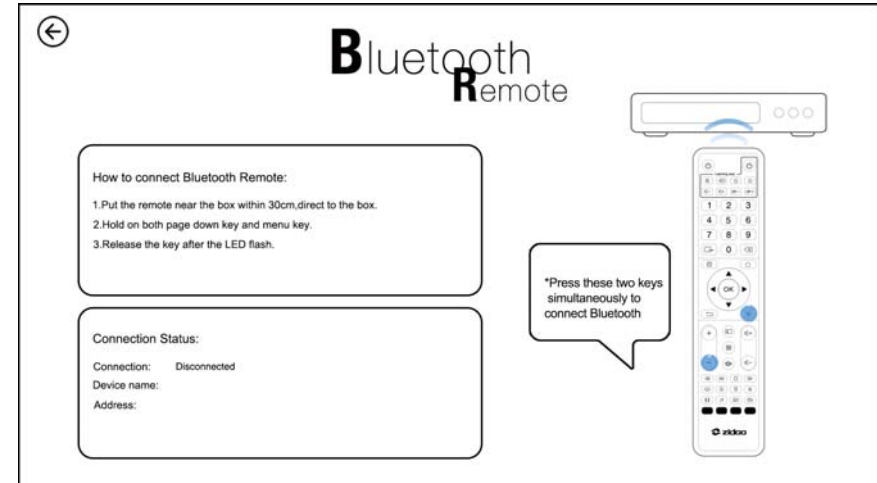 Bluetooth
Remote
How to connect Bluetooth Remote:
1.Put the remote near the box within 30cm,direct to the box.
2.Hold on both page down key and menu key.
3.Release the key after the LED flash.
*Press these two keys
simultaneously to
connect Bluetooth
Connection Status:
Connection: Disconnected
Device name:
Address:
1 2 3
4 5 6
7 8 9
0
OK
zidoo